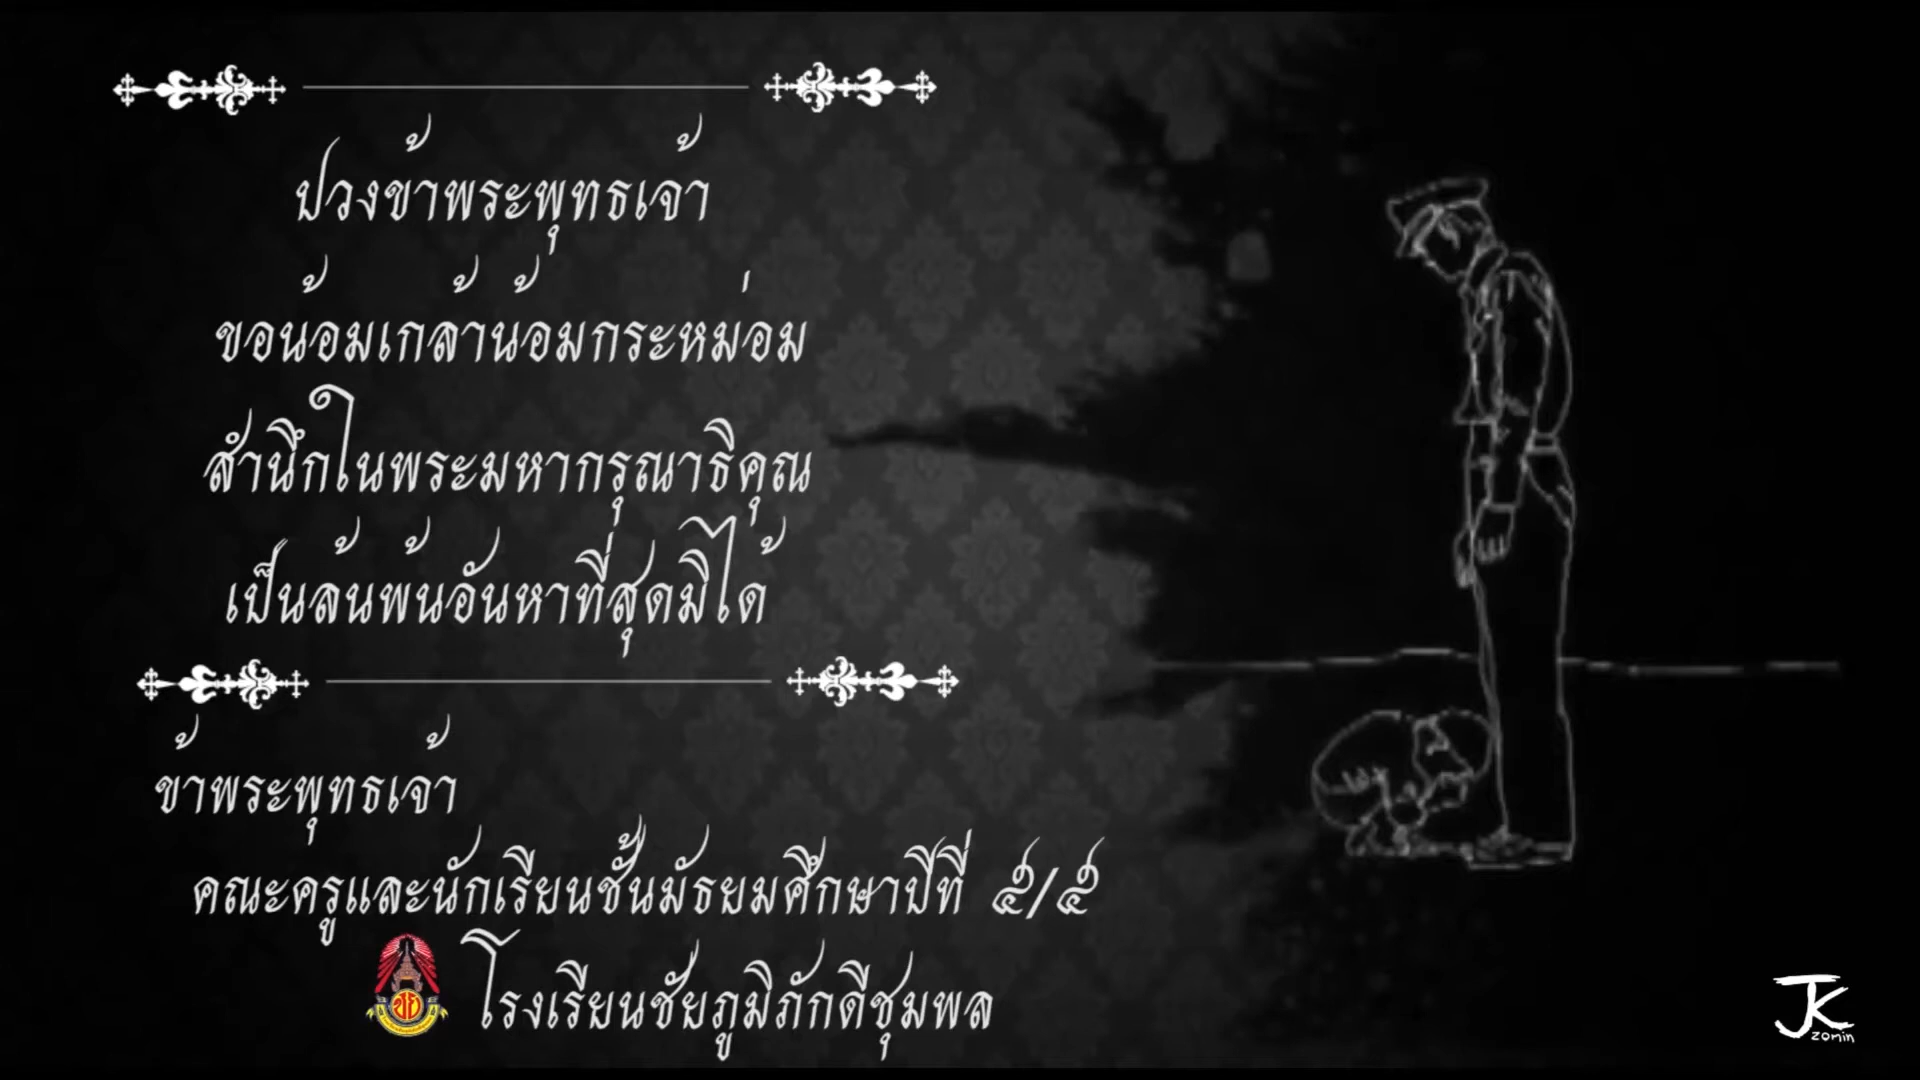 ปวงข้าพระพุทธเจ้า
ขอน้อมเกล้าน้อมกระหม่อม
สำนึกในพระมหากรุณาธิคุณ
เป็นล้นพ้นอันหาที่สุดมิได้
ข้าพระพุทธเจ้า
คณะครูและนักเรียนชั้นมัธยมศึกษาปีที่ ๕/๕
โรงเรียนชัยภูมิภักดีชุมพล
JK
zomin